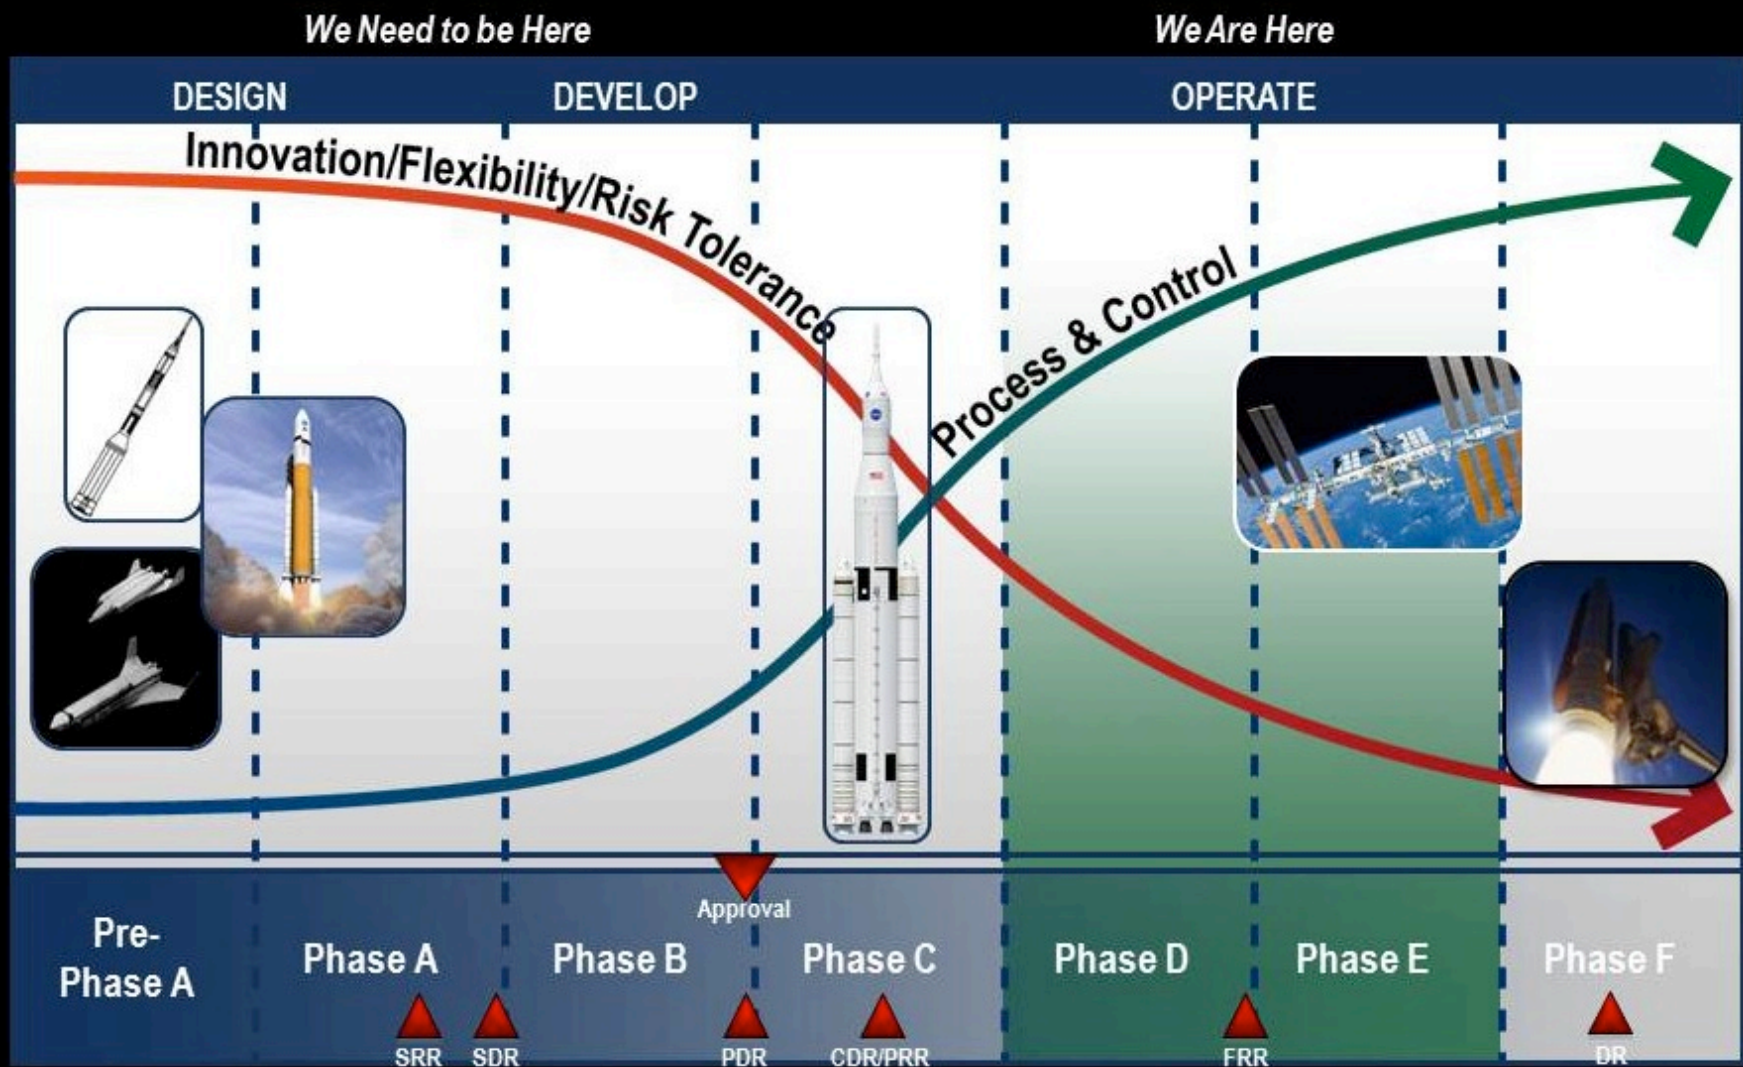 We Need to be Here
We Are Here
DESIGN
DEVELOP
OPERATE
Innovation/Flexibility/Risk Tolerance
Process & Control
Approval
Pre-
Phase A
Phase A
Phase B
Phase C
Phase D
Phase E
Phase F
SRR
SDR
PDR
CDR/PRR
FRR
DR